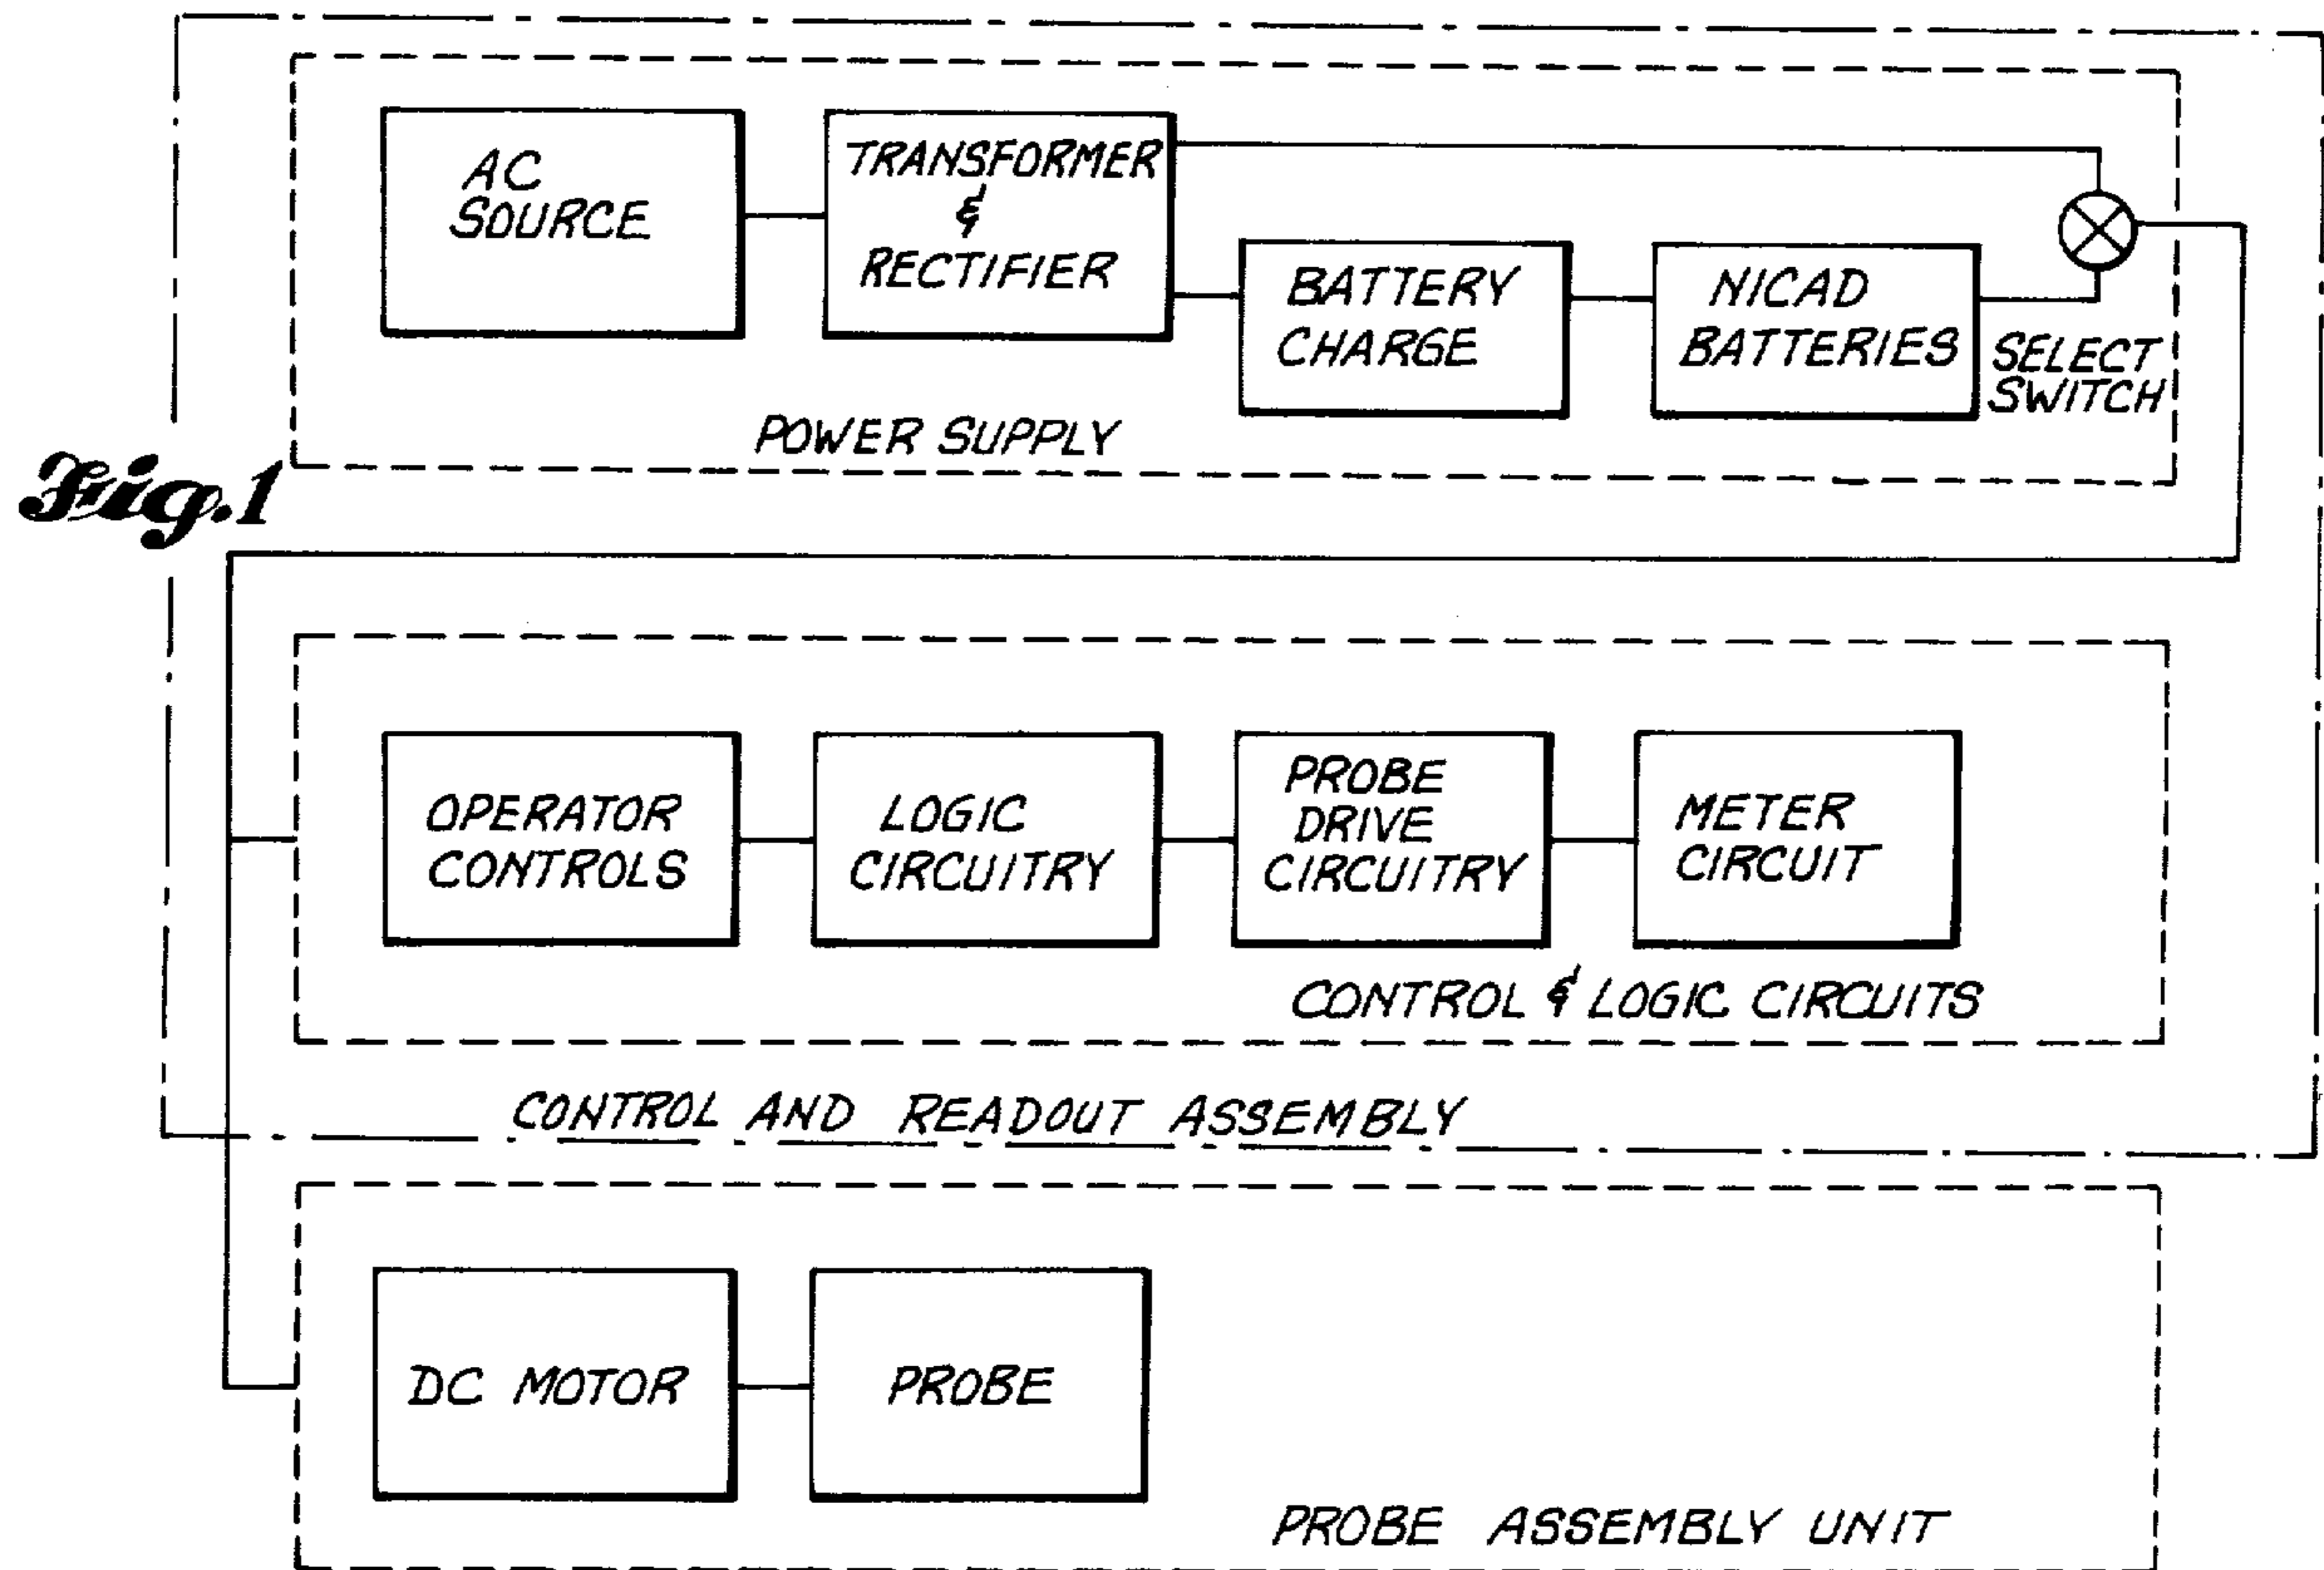 AC
SOURCE
TRANSFORMER
&
RECTIFIER
BATTERY
CHARGE
NICAD
BATTERIES
SELECT
SWITCH
POWER SUPPLY
Fig.1
OPERATOR
CONTROLS
LOGIC
CIRCUITRY
PROBE
DRIVE
CIRCUITRY
METER
CIRCUIT
CONTROL & LOGIC CIRCUITS
CONTROL AND READOUT ASSEMBLY
DC MOTOR
PROBE
PROBE ASSEMBLY UNIT